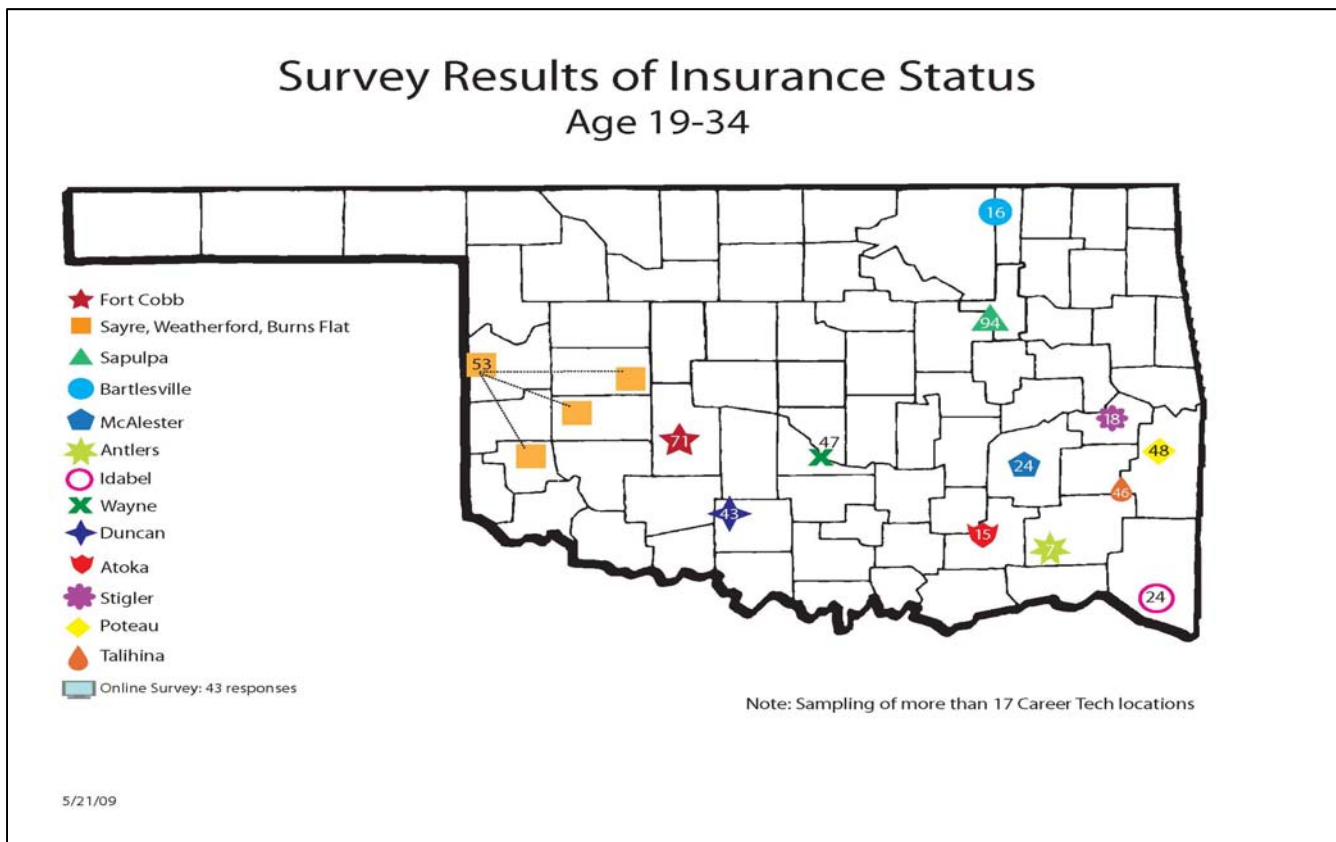 Survey Results of Insurance Status
Age 19-34
16
Fort Cobb
Sayre, Weatherford, Burns Flat
94
Sapulpa
53
Bartlesville
McAlester
18
Antlers
71
47
48
Idabel
24
46
Wayne
43
Duncan
15
7
Atoka
Stigler
24
Poteau
Talihina
Online Survey: 43 responses
Note: Sampling of more than 17 Career Tech locations
5/21/09